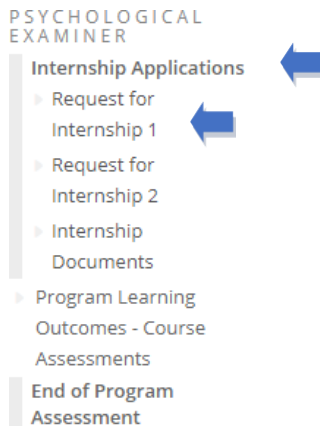 PSYCHOLOGICAL
EXAMINER
Internship Applications
Request for
Internship 1
Request for
Internship 2
Internship
Documents
Program Learning
Outcomes - Course
Assessments
End of Program
Assessment